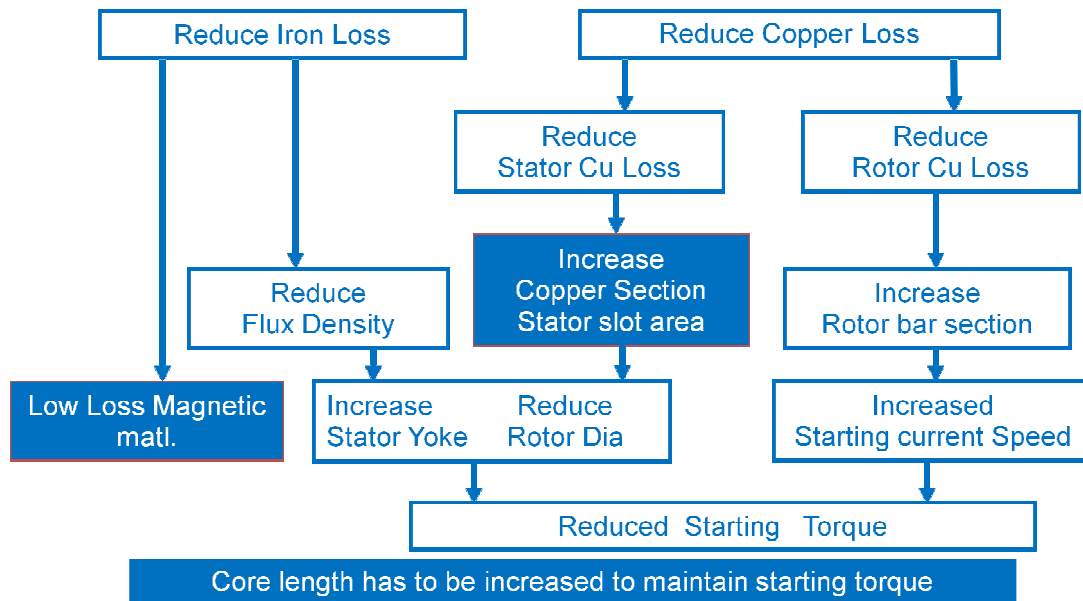 Reduce Iron Loss
Reduce Copper Loss
Reduce
Stator Cu Loss
Reduce
Rotor Cu Loss
Increase
Copper Section
Stator slot area
Reduce
Flux Density
Increase
Rotor bar section
Low Loss Magnetic
matl.
Increase
Stator Yoke
Reduce
Rotor Dia
Increased
Starting current Speed
Reduced Starting Torque
Core length has to be increased to maintain starting torque